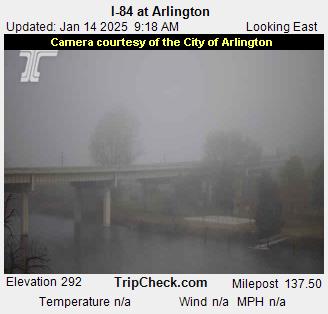 I-84 at Arlington
Updated: Jan 14 2025 9:18 AM Looking East
Camera courtesy of the City of Arlington
Elevation 292 TripCheck.com Milepost 137.50
Temperature n/a Wind n/a MPH n/a